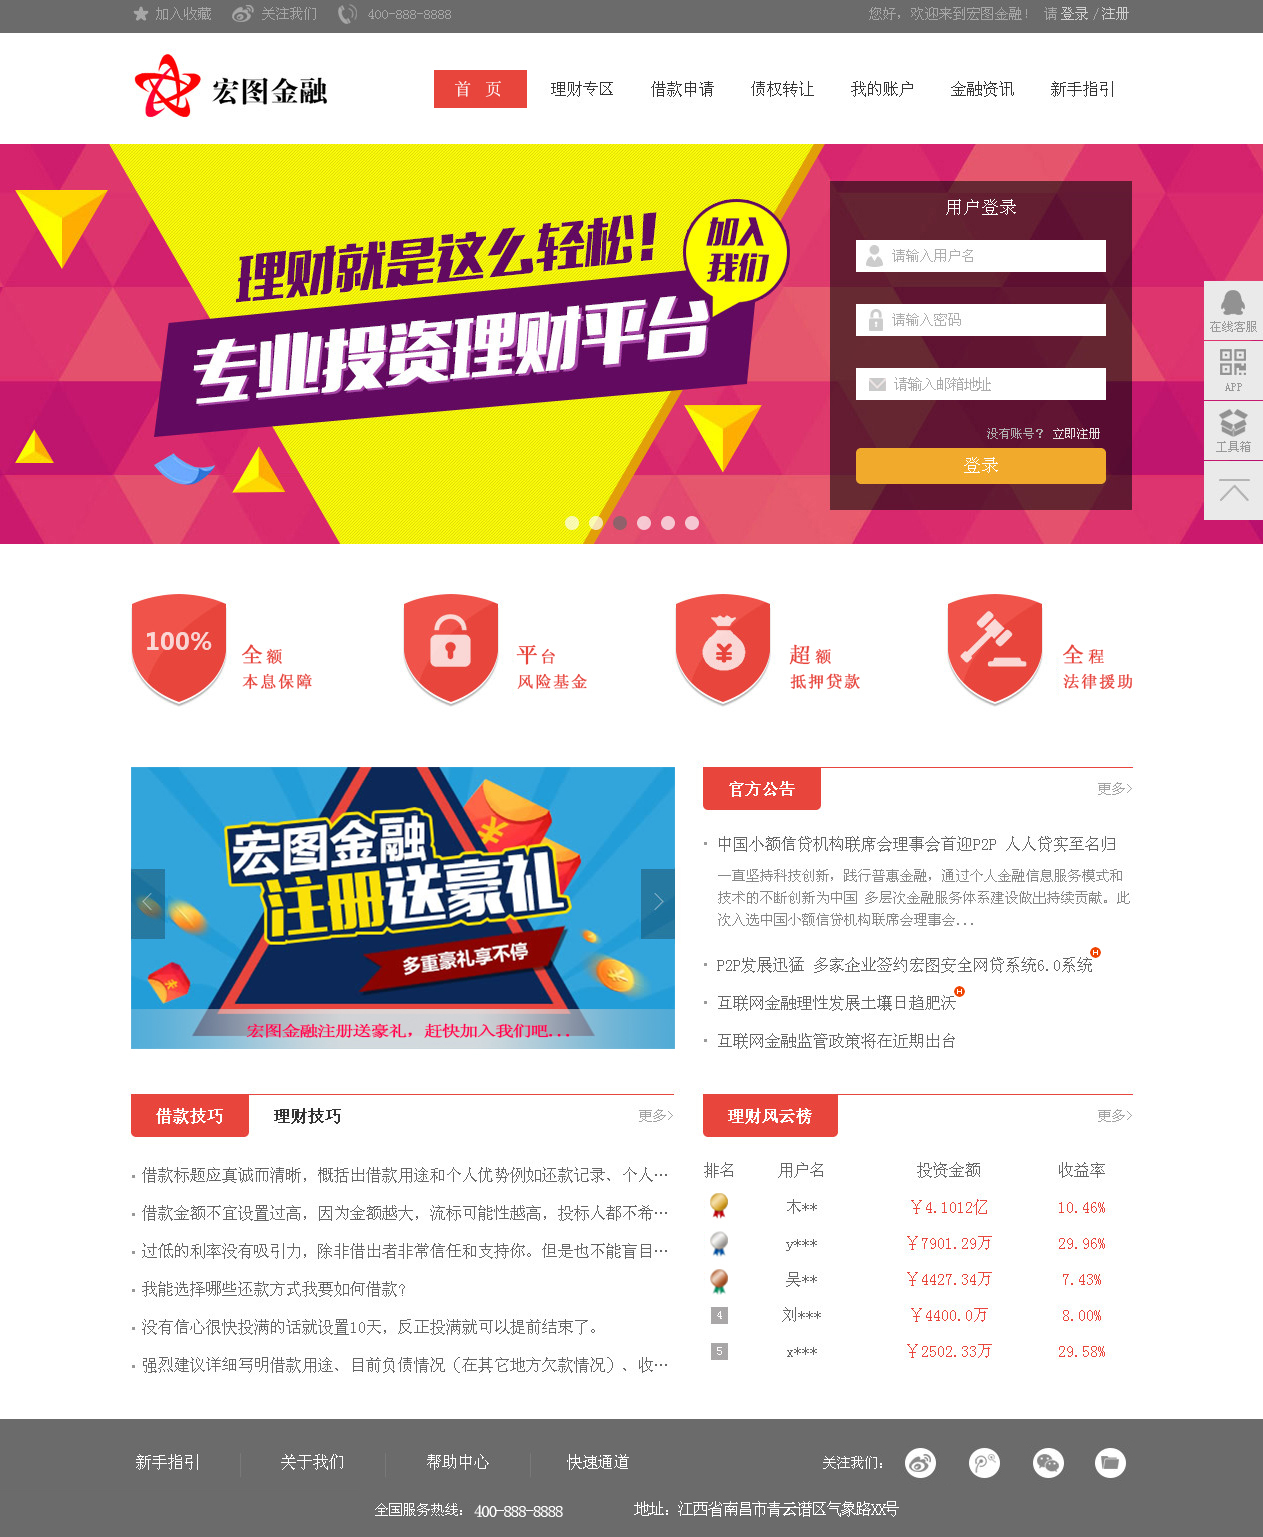 加入收藏 关注我们 400-888-8888 您好，欢迎来到宏图金融！ 请 登录 / 注册
宏图金融
首 页 理财专区 借款申请 债权转让 我的账户 金融资讯 新手指引
理财就是这么轻松！
加入
我们
专业投资理财平台
用户登录
请输入用户名
请输入密码
请输入邮箱地址
没有账号？ 立即注册
登录
在线客服
APP
工具箱
100%
全额
本息保障
平台
风险基金
超额
抵押贷款
全程
法律援助
宏图金融
注册送豪礼
多重豪礼享不停
宏图金融注册送豪礼，赶快加入我们吧...
官方公告 更多>
中国小额信贷机构联席会理事会首迎P2P 人人贷实至名归
一直坚持科技创新，践行普惠金融，通过个人金融信息服务模式和
技术的不断创新为中国 多层次金融服务体系建设做出持续贡献。此
次入选中国小额信贷机构联席会理事会...
P2P发展迅猛 多家企业签约宏图安全网贷系统6.0系统 H
互联网金融理性发展土壤日趋肥沃 H
互联网金融监管政策将在近期出台
借款技巧 理财技巧 更多>
借款标题应真诚而清晰，概括出借款用途和个人优势例如还款记录、个人…
借款金额不宜设置过高，因为金额越大，流标可能性越高，投标人都不希…
过低的利率没有吸引力，除非借出者非常信任和支持你。但是也不能盲目…
我能选择哪些还款方式我要如何借款?
没有信心很快投满的话就设置10天，反正投满就可以提前结束了。
强烈建议详细写明借款用途、目前负债情况（在其它地方欠款情况）、收…
理财风云榜 更多>
排名 用户名 投资金额 收益率
木** ￥4.1012亿 10.46%
y*** ￥7901.29万 29.96%
吴** ￥4427.34万 7.43%
4 刘*** ￥4400.0万 8.00%
5 x*** ￥2502.33万 29.58%
新手指引 关于我们 帮助中心 快速通道 关注我们：
全国服务热线： 400-888-8888 地址：江西省南昌市青云谱区气象路XX号